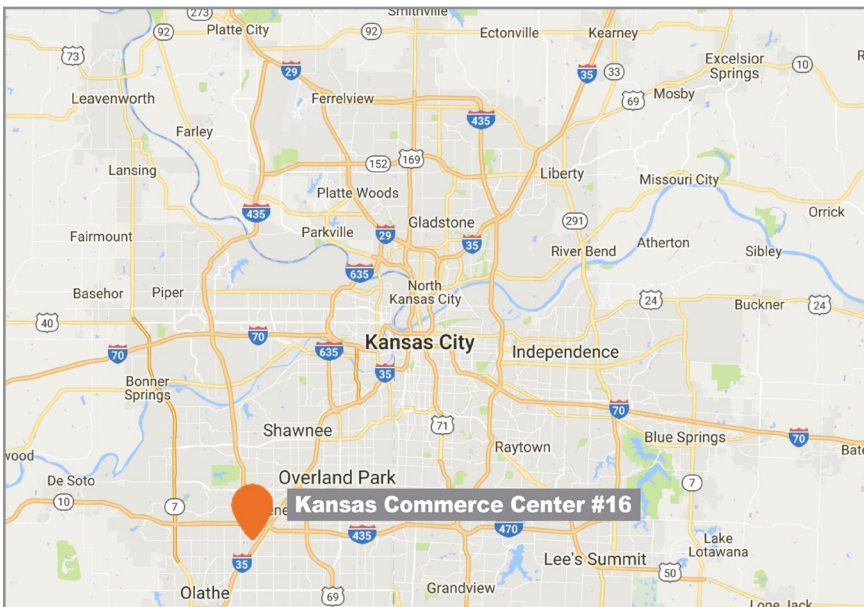 Smithville
273
Platte City
92
92
Ectonville
Kearney
73
29
35
33
Excelsior
Springs
10
Leavenworth
Ferrelview
69
Mosby
435
Farley
169
152
Lansing
Liberty
Missouri City
Platte Woods
435
Gladstone
291
Orrick
Parkville
29
35
Fairmount
River Bend
Atherton
Sibley
635
North
Kansas City
Basehor
Piper
24
Buckner
24
40
70
70
635
Kansas City
Independence
35
Bonner
Springs
70
Shawnee
71
Blue Springs
70
Raytown
De Soto
Overland Park
7
10
7
Kansas Commerce Center #16
435
470
Lake
Lotawana
35
Lee's Summit
50
Olathe
69
Grandview
Lone Jack